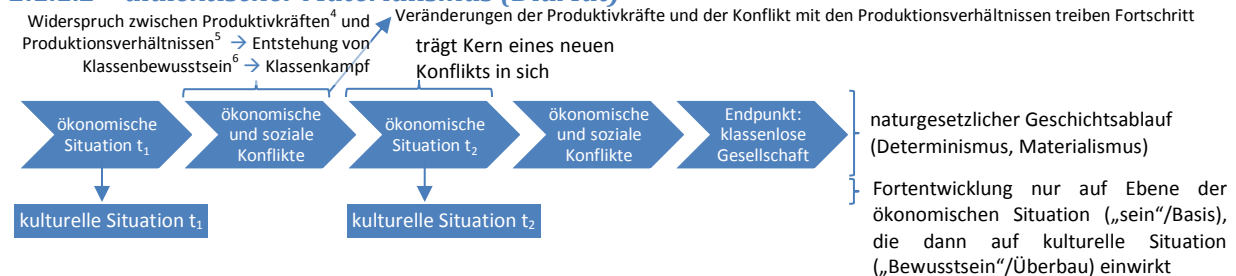 Widerspruch zwischen Produktivkräften⁴ und
Produktionsverhältnissen⁵ → Entstehung von
Klassenbewusstsein⁶ → Klassenkampf
Veränderungen der Produktivkräfte und der Konflikt mit den Produktionsverhältnissen treiben Fortschritt
trägt Kern eines neuen
Konflikts in sich
ökonomische
Situation t₁
ökonomische
und soziale
Konflikte
ökonomische
Situation t₂
ökonomische
und soziale
Konflikte
Endpunkt:
klassenlose
Gesellschaft
naturgesetzlicher Geschichtsablauf
(Determinismus, Materialismus)
kulturelle Situation t₁
kulturelle Situation t₂
Fortentwicklung nur auf Ebene der
ökonomischen Situation („sein“/Basis),
die dann auf kulturelle Situation
(„Bewusstsein“/Überbau) einwirkt